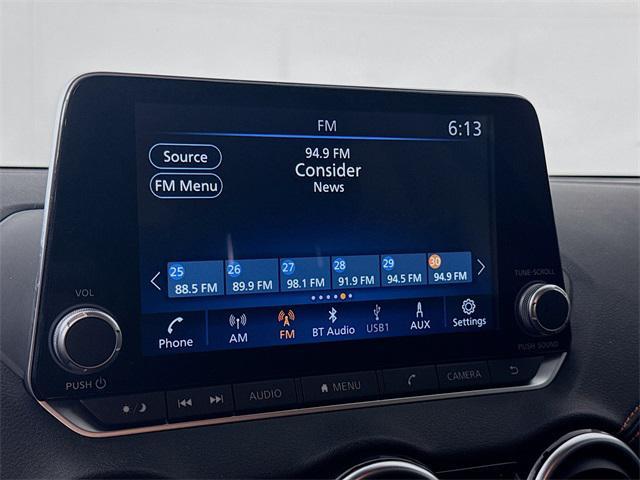 FM
6:13
Source
94.9 FM
Consider
FM Menu
News
25 26 27 28 29 30
88.5 FM 89.9 FM 98.1 FM 91.9 FM 94.5 FM 94.9 FM
TUNE·SCROLL
VOL
Phone AM FM BT Audio USB1 AUX Settings
PUSH
PUSH SOUND
AUDIO MENU CAMERA